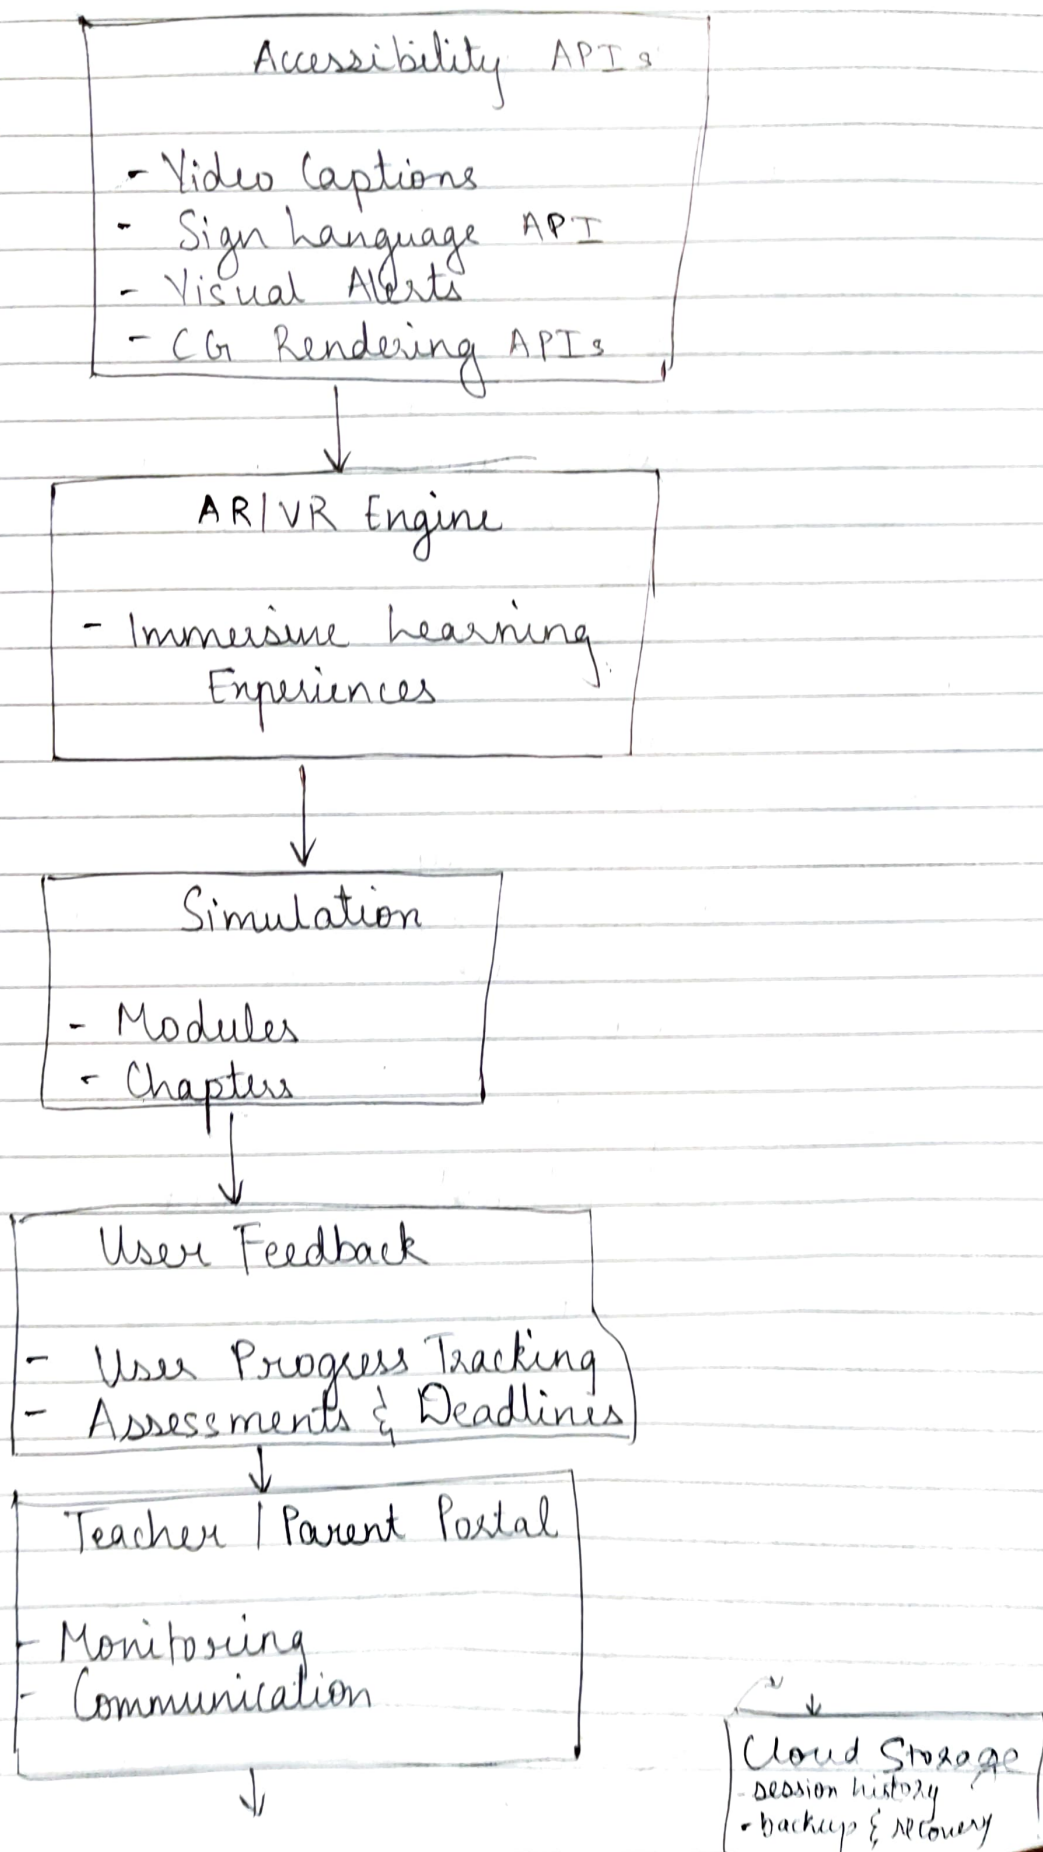 Accessibility APIs
- Video Captions
- Sign Language API
- Visual Alerts
- CG Rendering APIs
AR/VR Engine
- Immersive Learning
Experiences
Simulation
- Modules
- Chapters
User Feedback
- User Progress Tracking
- Assessments & Deadlines
Teacher / Parent Portal
- Monitoring
- Communication
Cloud Storage
- session history
- backup & recovery